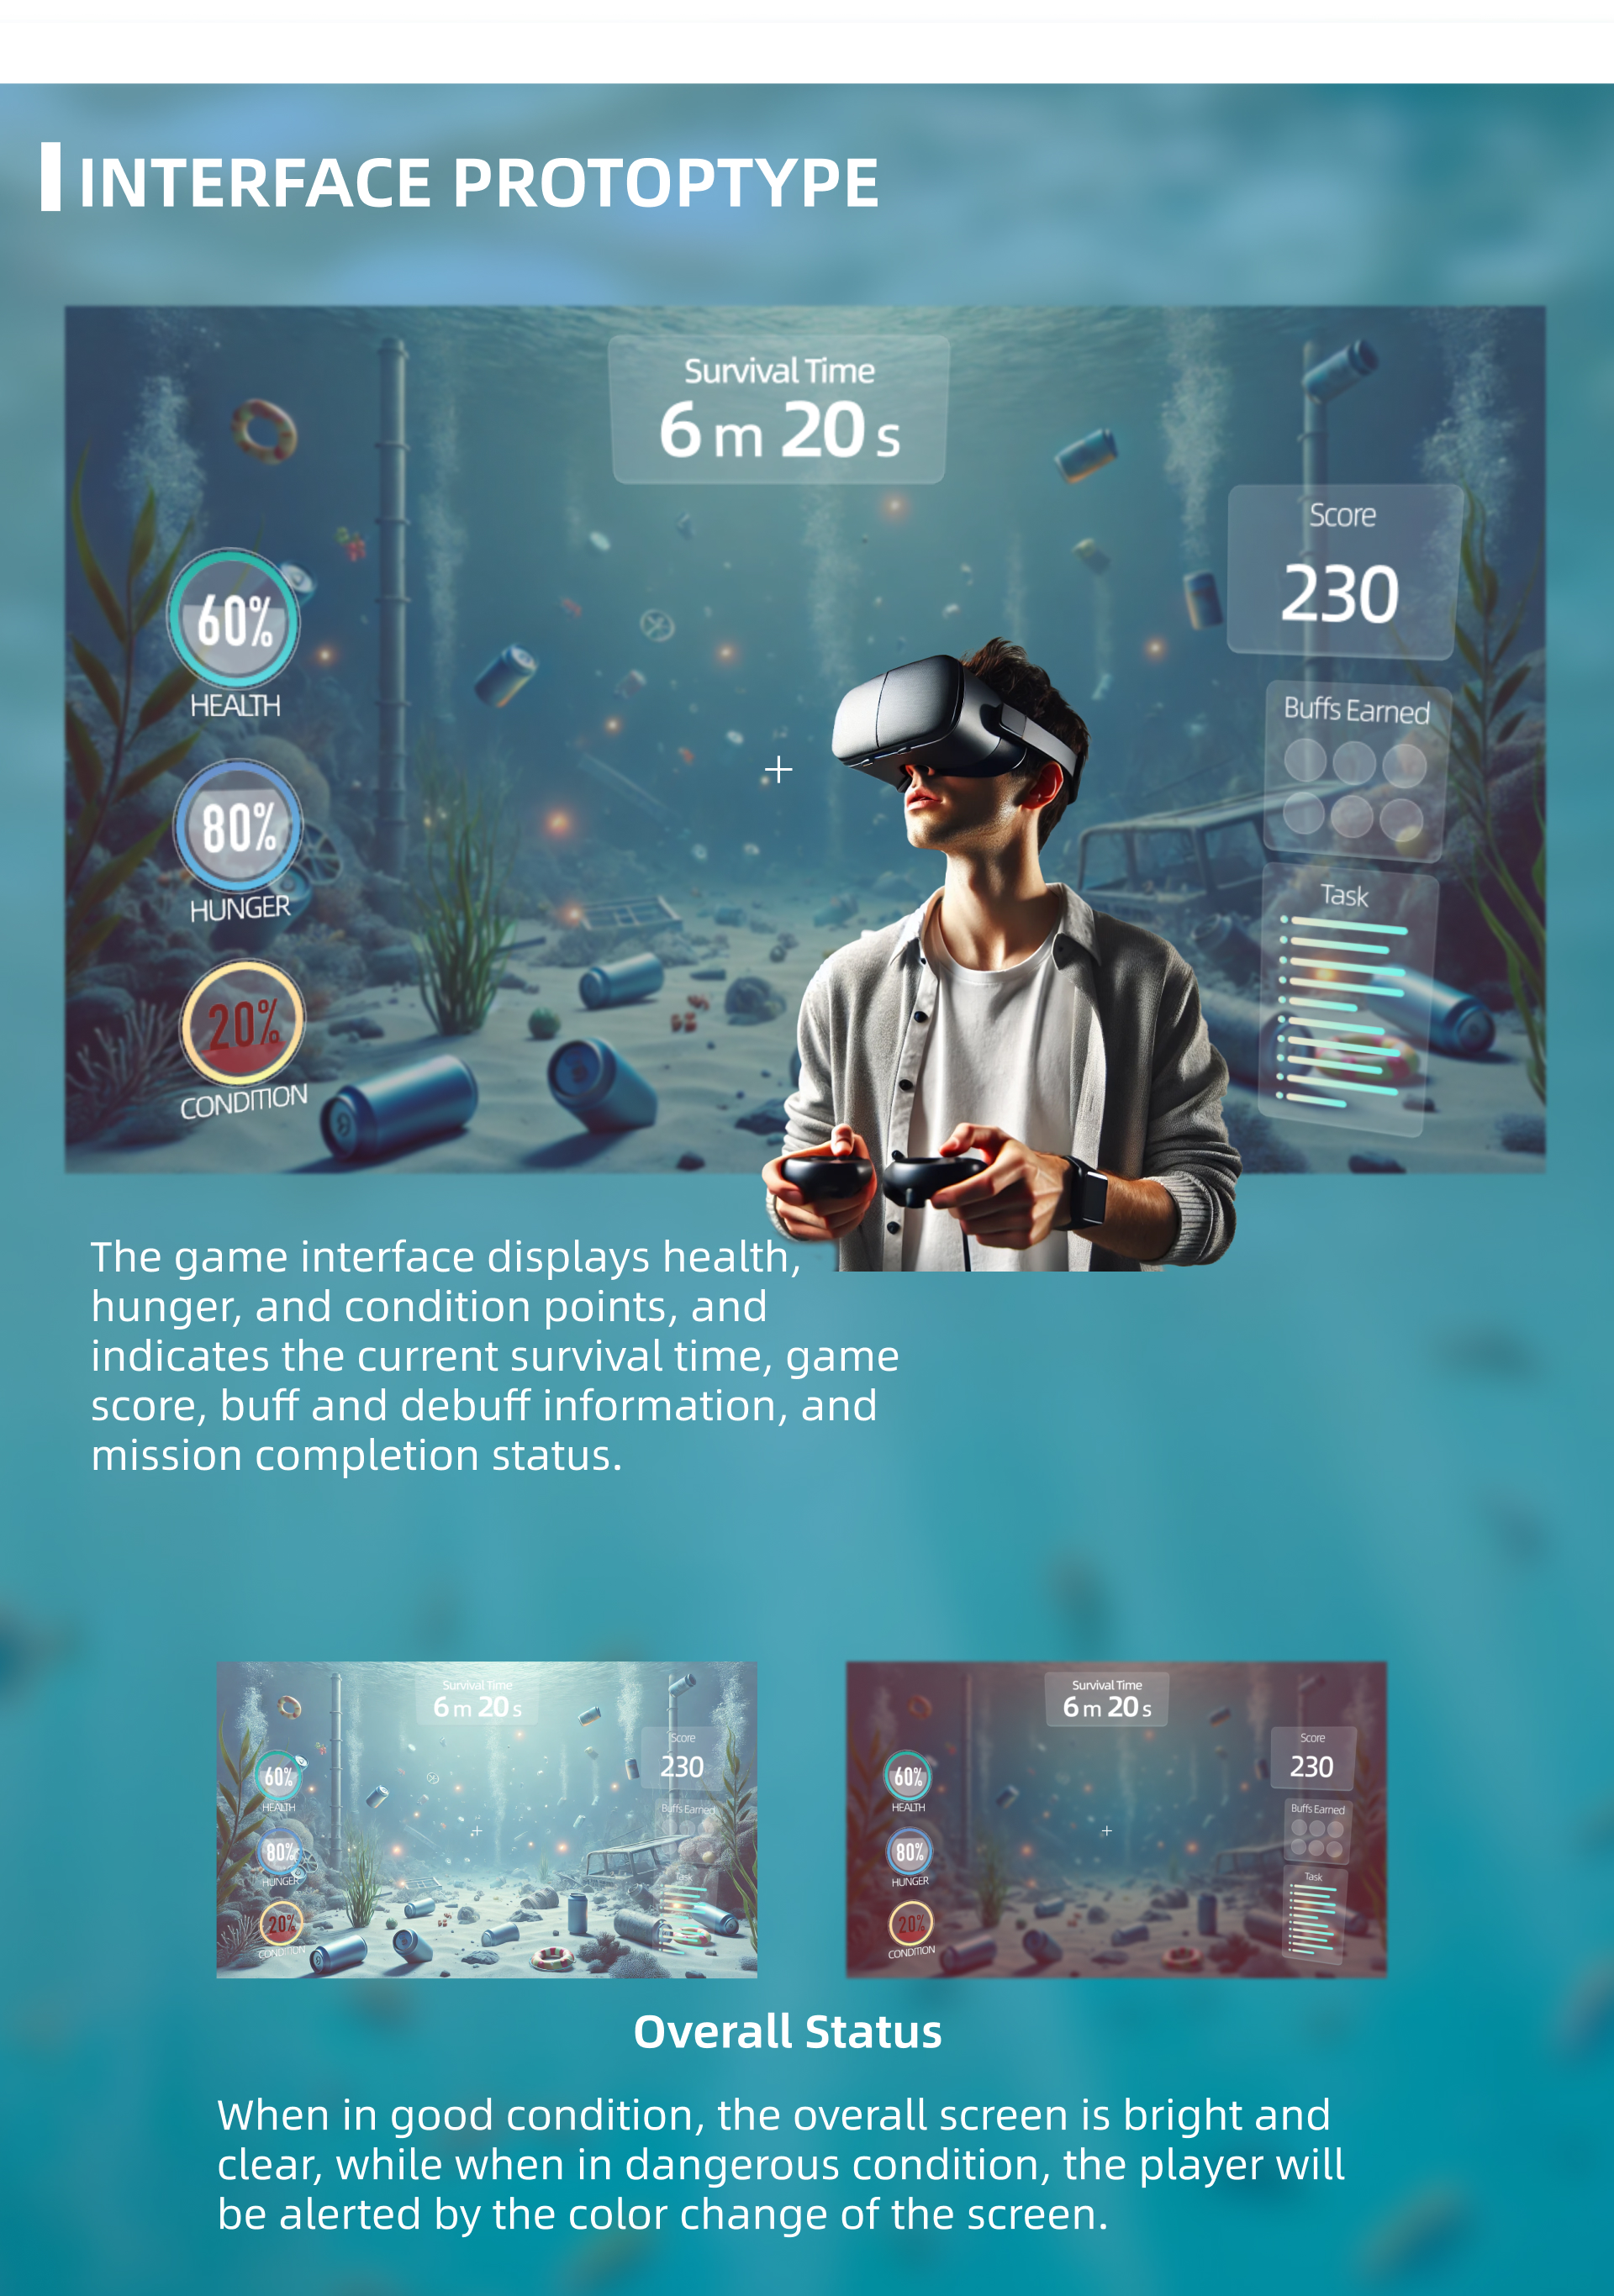 INTERFACE PROTOPTYPE
Survival Time
6 m 20 s
Score
230
60%
HEALTH
Buffs Earned
80%
HUNGER
Task
20%
CONDITION
The game interface displays health,
hunger, and condition points, and
indicates the current survival time, game
score, buff and debuff information, and
mission completion status.
Survival Time
6 m 20 s
Score
230
60%
HEALTH
Buffs Earned
80%
HUNGER
Task
20%
CONDITION
Survival Time
6 m 20 s
Score
230
60%
HEALTH
Buffs Earned
80%
HUNGER
Task
20%
CONDITION
Overall Status
When in good condition, the overall screen is bright and
clear, while when in dangerous condition, the player will
be alerted by the color change of the screen.